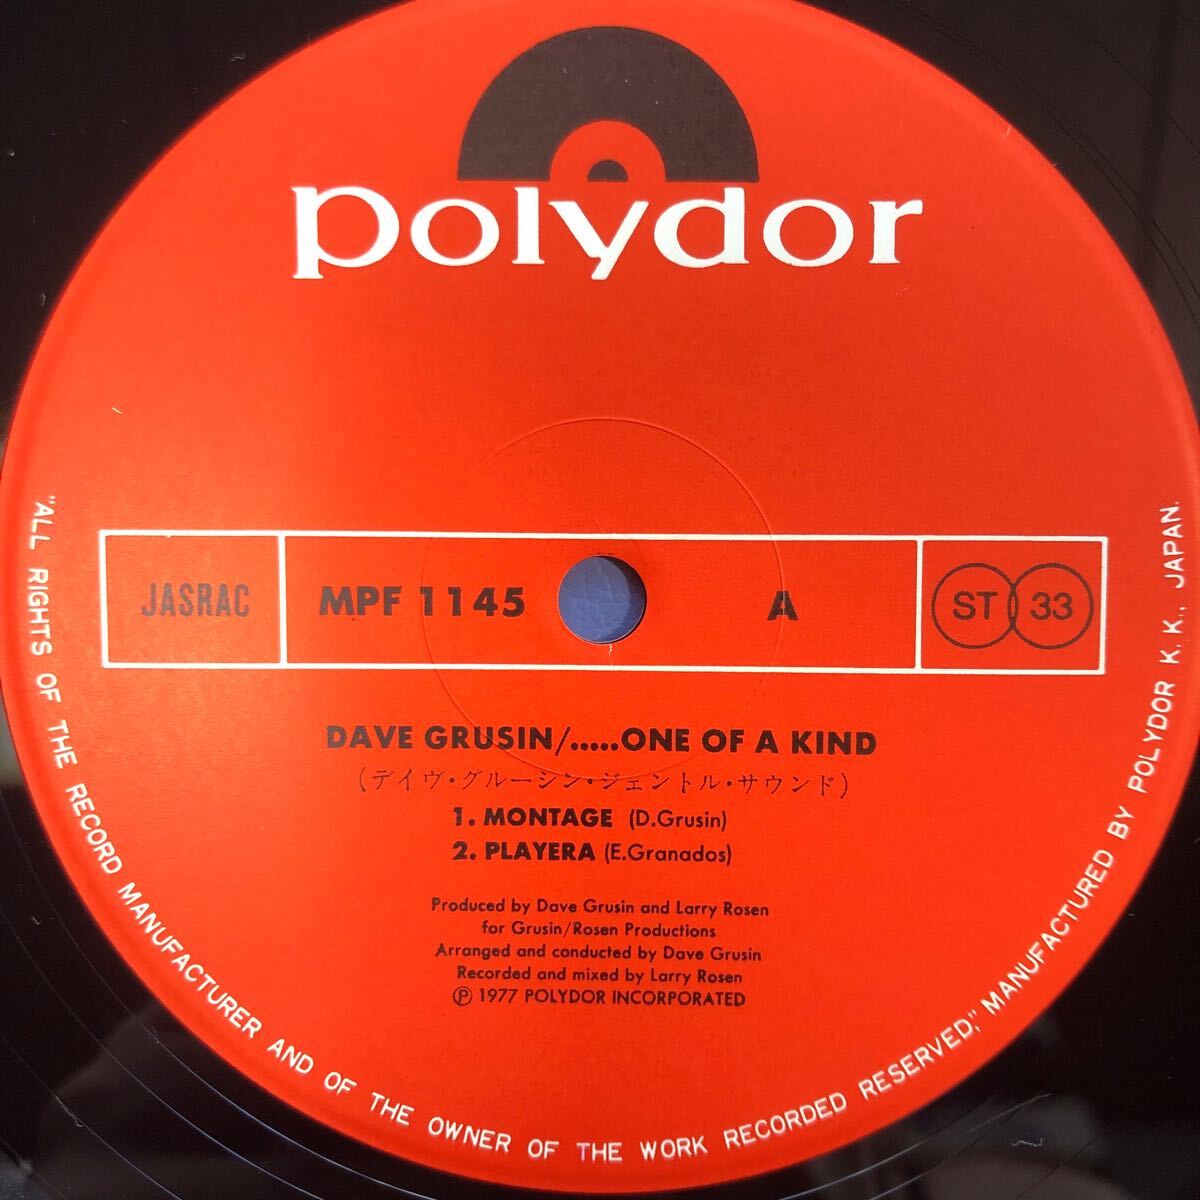 polydor
JASRAC
MPF 1145
A
ST 33
DAVE GRUSIN/.....ONE OF A KIND
(デイヴ・グルーシン・ジェントル・サウンド)
1. MONTAGE (D.Grusin)
2. PLAYERA (E.Granados)
Produced by Dave Grusin and Larry Rosen
for Grusin/Rosen Productions
Arranged and conducted by Dave Grusin
Recorded and mixed by Larry Rosen
Ⓟ 1977 POLYDOR INCORPORATED
"ALL RIGHTS OF THE RECORD MANUFACTURER AND OF THE OWNER OF THE WORK RECORDED RESERVED," MANUFACTURED BY POLYDOR K. K., JAPAN.